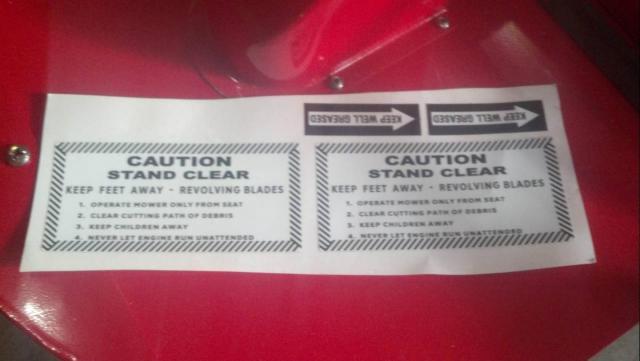 KEEP WELL GREASED
KEEP WELL GREASED
CAUTION
STAND CLEAR
KEEP FEET AWAY - REVOLVING BLADES
1. OPERATE MOWER ONLY FROM SEAT
2. CLEAR CUTTING PATH OF DEBRIS
3. KEEP CHILDREN AWAY
4. NEVER LET ENGINE RUN UNATTENDED
CAUTION
STAND CLEAR
KEEP FEET AWAY - REVOLVING BLADES
1. OPERATE MOWER ONLY FROM SEAT
2. CLEAR CUTTING PATH OF DEBRIS
3. KEEP CHILDREN AWAY
4. NEVER LET ENGINE RUN UNATTENDED